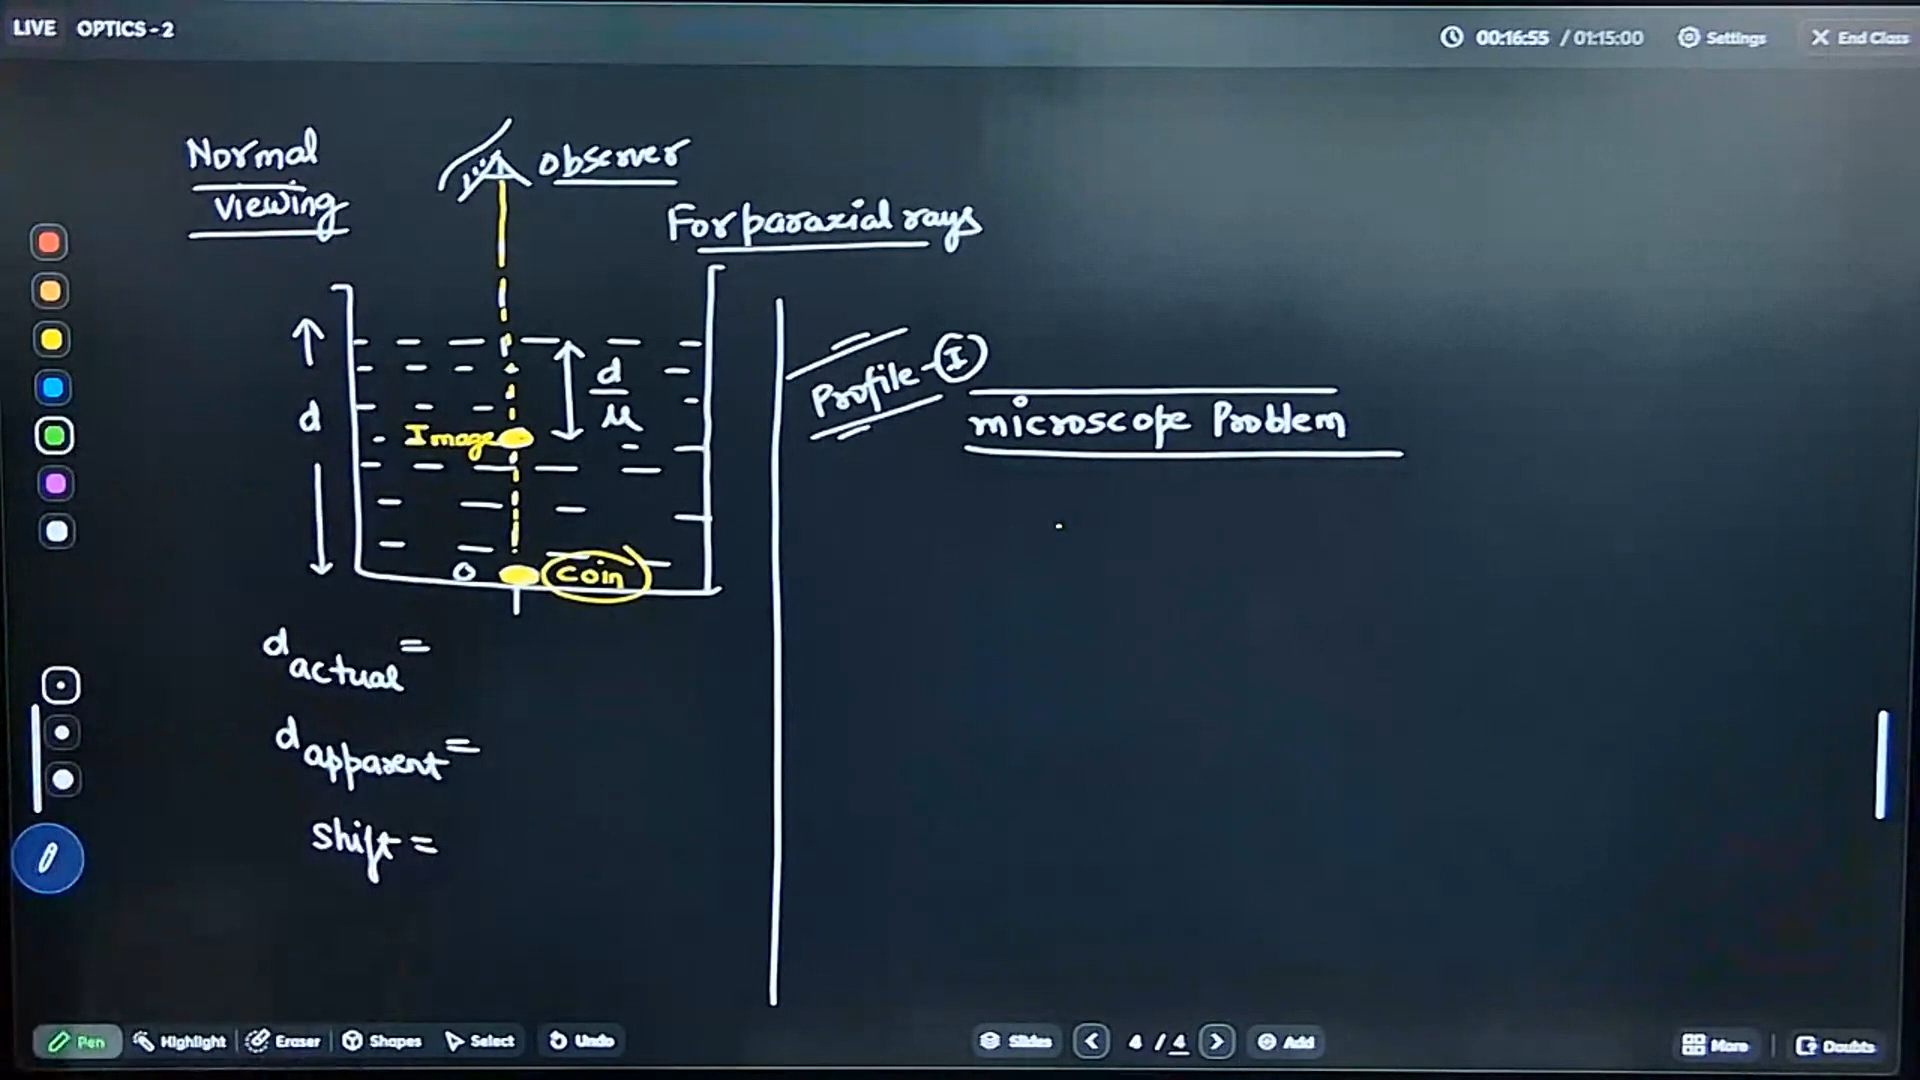 LIVE OPTICS - 2
00:16:55 / 01:15:00 Settings End Class
Normal
Viewing
observer
For paraxial rays
d
d
μ
Image
O
coin
d actual =
d apparent =
shift =
Profile - I
microscope Problem
Pen Highlight Eraser Shapes Select Undo
Slides 4 / 4 Add
More Doubts